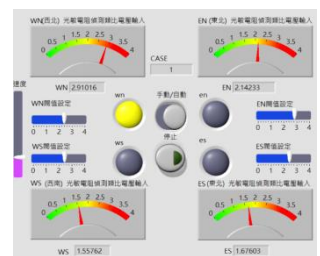 WN(西北) 光敏電阻偵測類比電壓輸入
EN (東北) 光敏電阻偵測類比電壓輸入
0 0.5 1 1.5 2 2.5 3 3.5 4
CASE
1
0 0.5 1 1.5 2 2.5 3 3.5 4
速度
WN 2.91016
EN 2.14233
WN閥值設定
wn
手動/自動
en
EN閥值設定
0 1 2 3 4
0 1 2 3 4
WS閥值設定
ws
停止
es
ES閥值設定
0 1 2 3 4
0 1 2 3 4
WS (西南) 光敏電阻偵測類比電壓輸入
ES(東北) 光敏電阻偵測類比電壓輸入
0 0.5 1 1.5 2 2.5 3 3.5 4
0 0.5 1 1.5 2 2.5 3 3.5 4
WS 1.55762
ES 1.67603